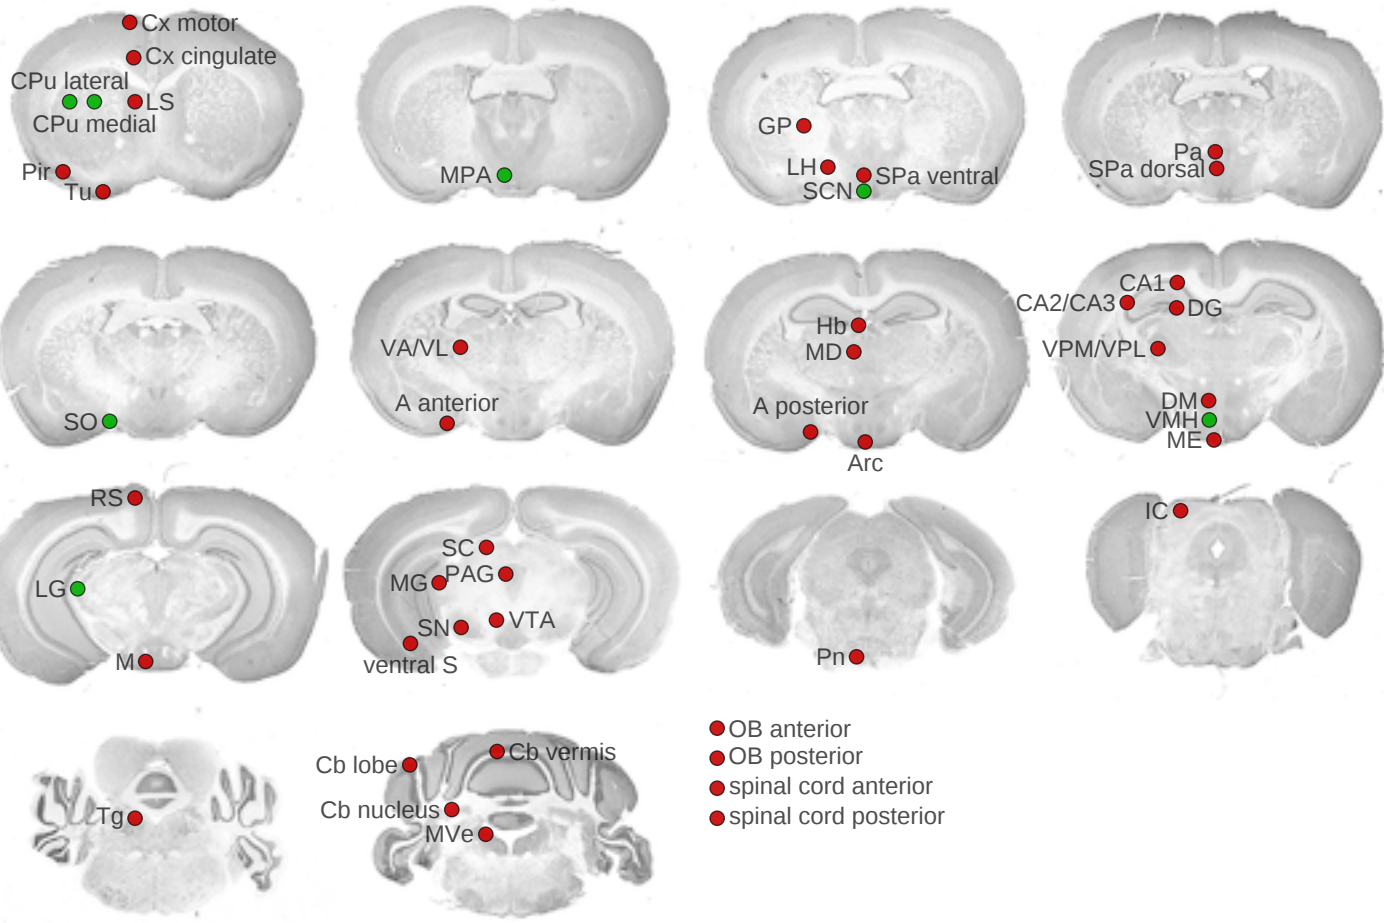 Cx motor
Cx cingulate
CPu lateral
LS
CPu medial
Pir
Tu
MPA
GP
LH
SPa ventral
SCN
Pa
SPa dorsal
SO
VA/VL
A anterior
Hb
MD
A posterior
Arc
CA1
CA2/CA3
DG
VPM/VPL
DM
VMH
ME
RS
LG
M
SC
MG
PAG
SN
VTA
ventral S
Pn
IC
Tg
Cb lobe
Cb vermis
Cb nucleus
MVe
OB anterior
OB posterior
spinal cord anterior
spinal cord posterior